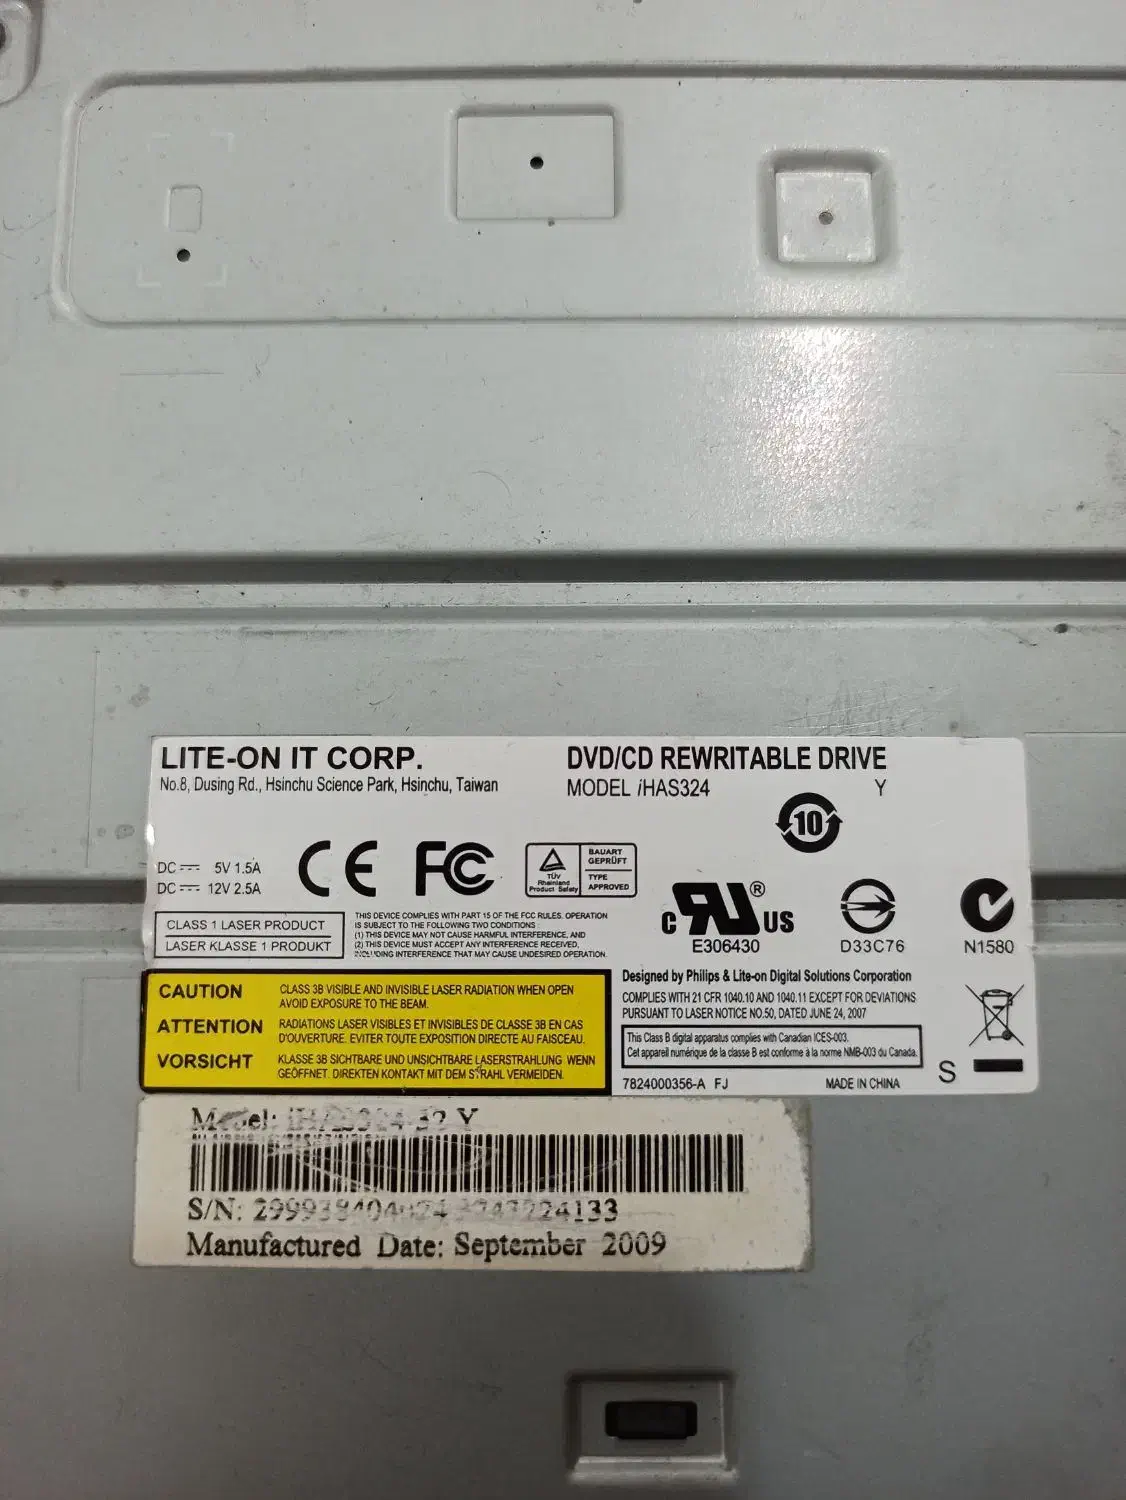 LITE-ON IT CORP.
No.8, Dusing Rd., Hsinchu Science Park, Hsinchu, Taiwan
DVD/CD REWRITABLE DRIVE
MODEL iHAS324 Y
10
DC 5V 1.5A
DC 12V 2.5A
CE FC
TÜV
Rheinland
Product Safety
BAUART
GEPRÜFT
TYPE
APPROVED
c RU ® US
E306430
D33C76
N1580
CLASS 1 LASER PRODUCT
LASER KLASSE 1 PRODUKT
THIS DEVICE COMPLIES WITH PART 15 OF THE FCC RULES. OPERATION
IS SUBJECT TO THE FOLLOWING TWO CONDITIONS :
(1) THIS DEVICE MAY NOT CAUSE HARMFUL INTERFERENCE, AND
(2) THIS DEVICE MUST ACCEPT ANY INTERFERENCE RECEIVED,
INCLUDING INTERFERENCE THAT MAY CAUSE UNDESIRED OPERATION.
CAUTION CLASS 3B VISIBLE AND INVISIBLE LASER RADIATION WHEN OPEN
AVOID EXPOSURE TO THE BEAM.
ATTENTION RADIATIONS LASER VISIBLES ET INVISIBLES DE CLASSE 3B EN CAS
D'OUVERTURE. EVITER TOUTE EXPOSITION DIRECTE AU FAISCEAU.
VORSICHT KLASSE 3B SICHTBARE UND UNSICHTBARE LASERSTRAHLUNG WENN
GEÖFFNET. DIREKTEN KONTAKT MIT DEM STRAHL VERMEIDEN.
Designed by Philips & Lite-on Digital Solutions Corporation
COMPLIES WITH 21 CFR 1040.10 AND 1040.11 EXCEPT FOR DEVIATIONS
PURSUANT TO LASER NOTICE NO.50, DATED JUNE 24, 2007
This Class B digital apparatus complies with Canadian ICES-003.
Cet appareil numérique de la classe B est conforme à la norme NMB-003 du Canada.
7824000356-A FJ MADE IN CHINA
S
Model: iHAS324-32 Y
S/N:
Manufactured Date: September 2009